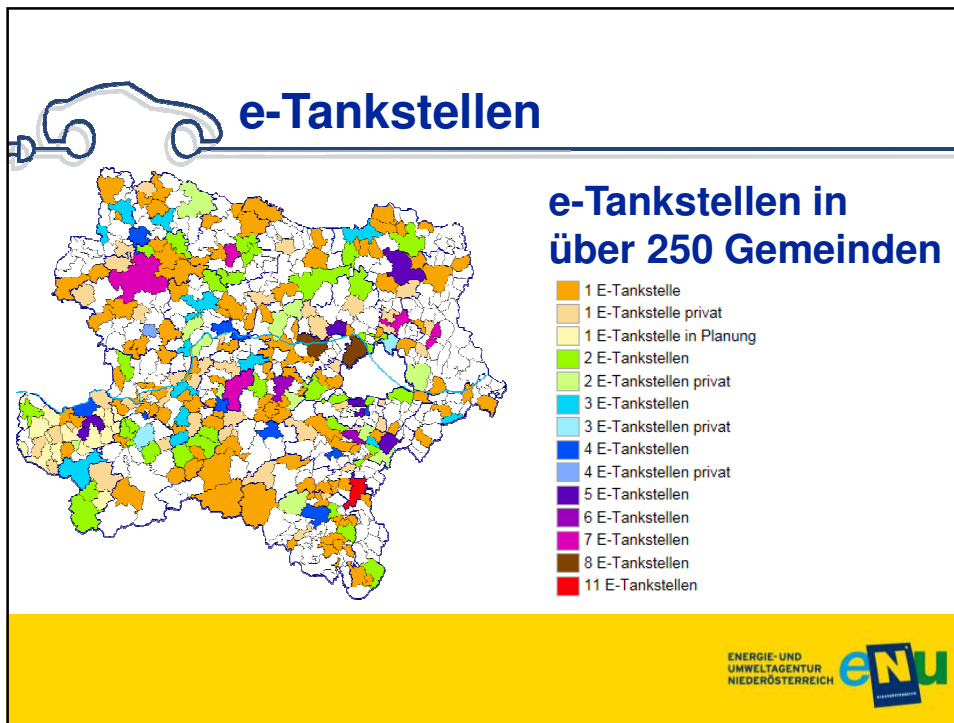 e-Tankstellen
e-Tankstellen in
über 250 Gemeinden
1 E-Tankstelle
1 E-Tankstelle privat
1 E-Tankstelle in Planung
2 E-Tankstellen
2 E-Tankstellen privat
3 E-Tankstellen
3 E-Tankstellen privat
4 E-Tankstellen
4 E-Tankstellen privat
5 E-Tankstellen
6 E-Tankstellen
7 E-Tankstellen
8 E-Tankstellen
11 E-Tankstellen
ENERGIE-UND
UMWELTAGENTUR
NIEDERÖSTERREICH
eNu